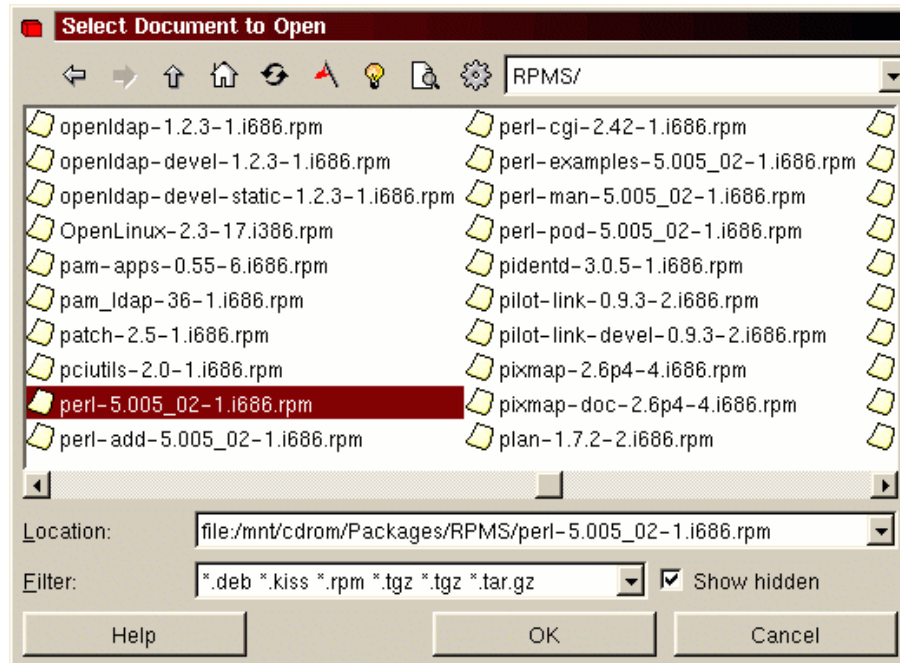 Select Document to Open
RPMS/
openldap-1.2.3-1.i686.rpm
openldap-devel-1.2.3-1.i686.rpm
openldap-devel-static-1.2.3-1.i686.rpm
OpenLinux-2.3-17.i386.rpm
pam-apps-0.55-6.i686.rpm
pam_ldap-36-1.i686.rpm
patch-2.5-1.i686.rpm
pciutils-2.0-1.i686.rpm
perl-5.005_02-1.i686.rpm
perl-add-5.005_02-1.i686.rpm
perl-cgi-2.42-1.i686.rpm
perl-examples-5.005_02-1.i686.rpm
perl-man-5.005_02-1.i686.rpm
perl-pod-5.005_02-1.i686.rpm
pidentd-3.0.5-1.i686.rpm
pilot-link-0.9.3-2.i686.rpm
pilot-link-devel-0.9.3-2.i686.rpm
pixmap-2.6p4-4.i686.rpm
pixmap-doc-2.6p4-4.i686.rpm
plan-1.7.2-2.i686.rpm
Location: file:/mnt/cdrom/Packages/RPMS/perl-5.005_02-1.i686.rpm
Filter: *.deb *.kiss *.rpm *.tgz *.tgz *.tar.gz Show hidden
Help OK Cancel